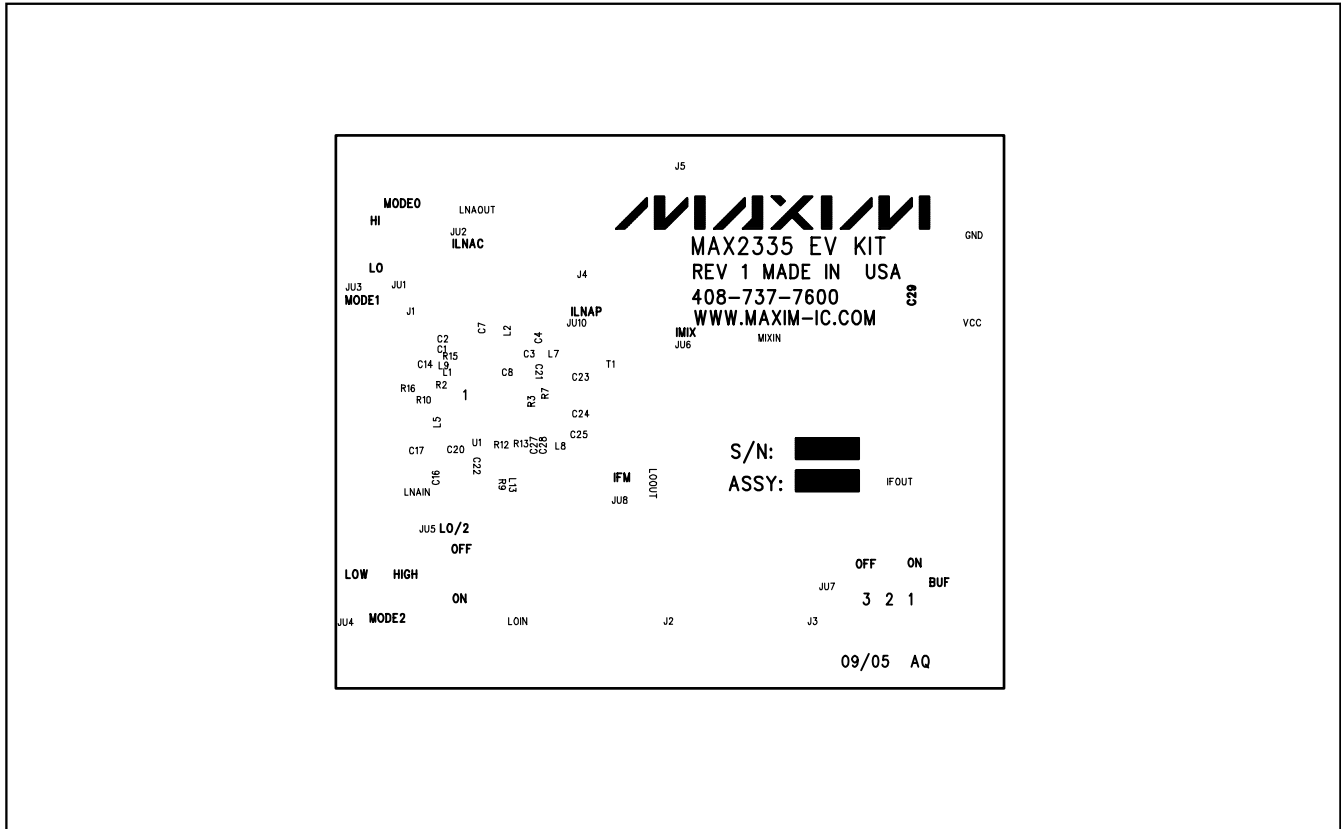 J5
MODE0
LNAOUT
MAXIM
HI
JU2
GND
ILNAC
MAX2335 EV KIT
LO
REV 1 MADE IN USA
J4
JU3
JU1
MODE1
408-737-7600
C29
J1
ILNAP
JU10
WWW.MAXIM-IC.COM
VCC
C7
L2
IMIX
C2
C4
JU6
MIXIN
C1
R15
C3
L7
C14
L9
T1
L1
C8
C21
C23
R16
R2
R10
1
R3
R7
L5
C24
C25
C17
C20
U1
R12
R13
C27
C28
L8
S/N:
C22
C16
IFM
LOOUT
ASSY:
IFOUT
LNAIN
R9
L13
JU8
JU5 LO/2
OFF
OFF
ON
LOW
HIGH
BUF
JU7
ON
3 2 1
JU4
MODE2
LOIN
J2
J3
09/05 AQ